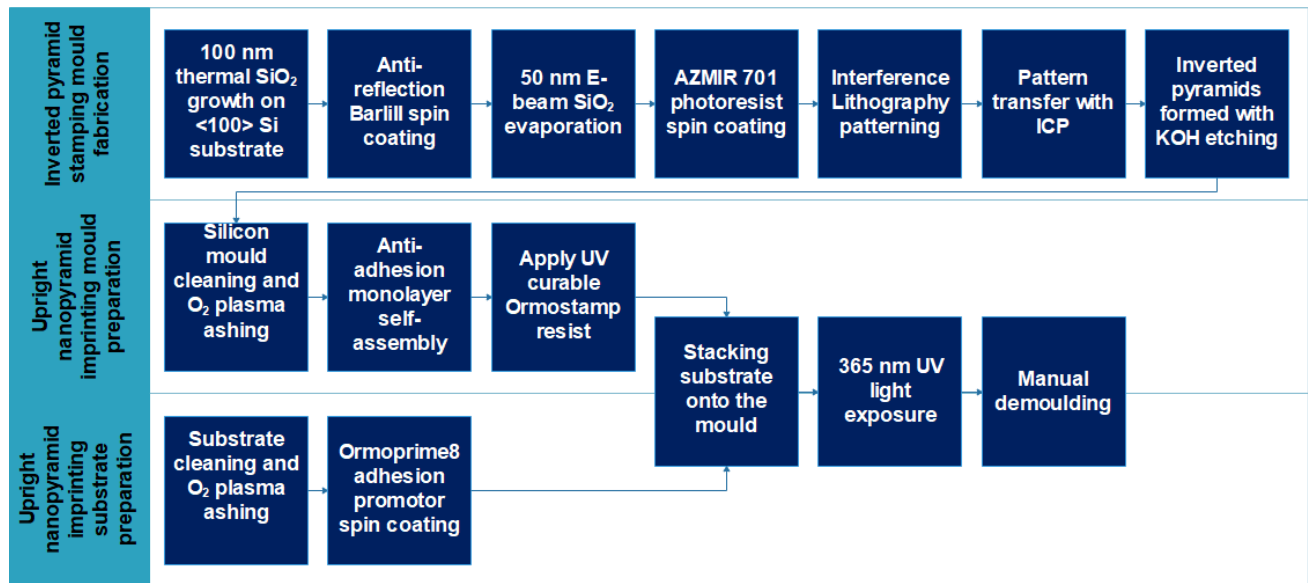 Inverted pyramid
stamping mould
fabrication
100 nm
thermal SiO₂
growth on
<100> Si
substrate
Anti-
reflection
Barlill spin
coating
50 nm E-
beam SiO₂
evaporation
AZMIR 701
photoresist
spin coating
Interference
Lithography
patterning
Pattern
transfer with
ICP
Inverted
pyramids
formed with
KOH etching
Upright
nanopyramid
imprinting mould
preparation
Silicon
mould
cleaning and
O₂ plasma
ashing
Anti-
adhesion
monolayer
self-
assembly
Apply UV
curable
Ormostamp
resist
Stacking
substrate
onto the
mould
365 nm UV
light
exposure
Manual
demoulding
Upright
nanopyramid
imprinting
substrate
preparation
Substrate
cleaning and
O₂ plasma
ashing
Ormoprime8
adhesion
promotor
spin coating